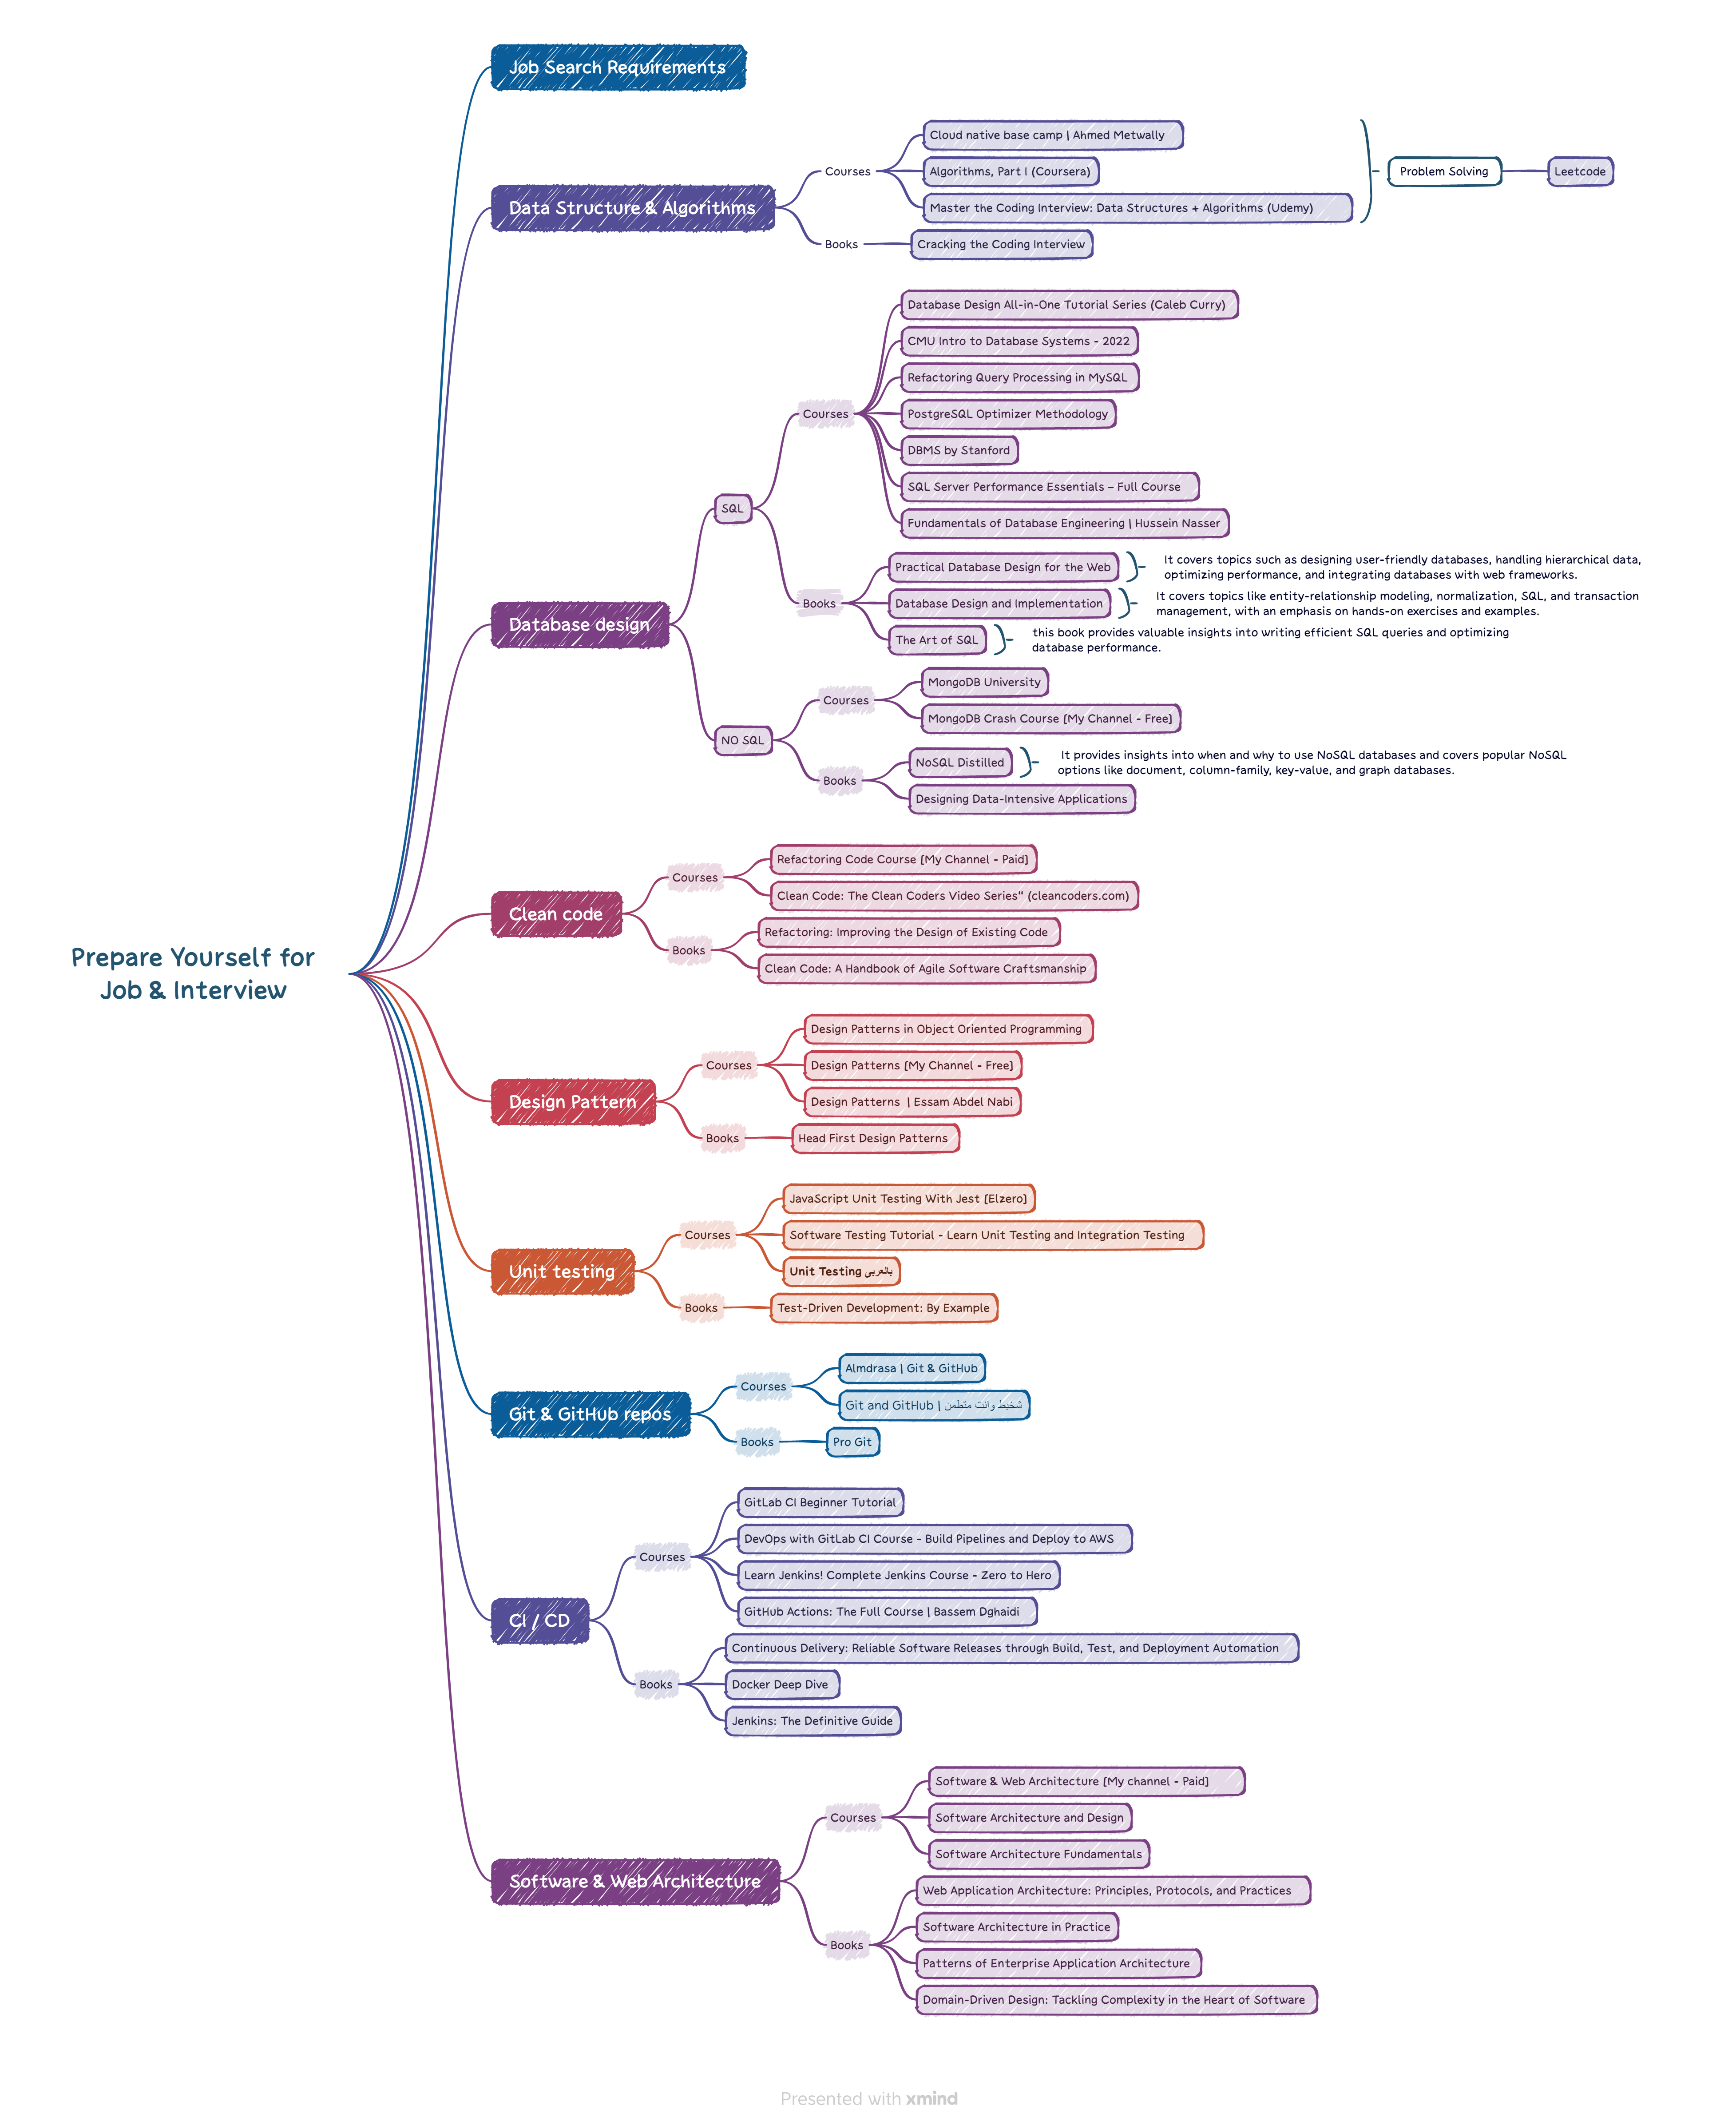 Prepare Yourself for
Job & Interview
Job Search Requirements
Data Structure & Algorithms
Courses
Cloud native base camp | Ahmed Metwally
Algorithms, Part I (Coursera)
Master the Coding Interview: Data Structures + Algorithms (Udemy)
Problem Solving
Leetcode
Books
Cracking the Coding Interview
Database design
SQL
Courses
Database Design All-in-One Tutorial Series (Caleb Curry)
CMU Intro to Database Systems - 2022
Refactoring Query Processing in MySQL
PostgreSQL Optimizer Methodology
DBMS by Stanford
SQL Server Performance Essentials – Full Course
Fundamentals of Database Engineering | Hussein Nasser
Books
Practical Database Design for the Web
It covers topics such as designing user-friendly databases, handling hierarchical data,
optimizing performance, and integrating databases with web frameworks.
Database Design and Implementation
It covers topics like entity-relationship modeling, normalization, SQL, and transaction
management, with an emphasis on hands-on exercises and examples.
The Art of SQL
this book provides valuable insights into writing efficient SQL queries and optimizing
database performance.
NO SQL
Courses
MongoDB University
MongoDB Crash Course [My Channel - Free]
Books
NoSQL Distilled
It provides insights into when and why to use NoSQL databases and covers popular NoSQL
options like document, column-family, key-value, and graph databases.
Designing Data-Intensive Applications
Clean code
Courses
Refactoring Code Course [My Channel - Paid]
Clean Code: The Clean Coders Video Series" (cleancoders.com)
Books
Refactoring: Improving the Design of Existing Code
Clean Code: A Handbook of Agile Software Craftsmanship
Design Pattern
Courses
Design Patterns in Object Oriented Programming
Design Patterns [My Channel - Free]
Design Patterns | Essam Abdel Nabi
Books
Head First Design Patterns
Unit testing
Courses
JavaScript Unit Testing With Jest [Elzero]
Software Testing Tutorial - Learn Unit Testing and Integration Testing
Unit Testing بالعربي
Books
Test-Driven Development: By Example
Git & GitHub repos
Courses
Almdrasa | Git & GitHub
Git and GitHub | شخبط وانت متطمن
Books
Pro Git
CI / CD
Courses
GitLab CI Beginner Tutorial
DevOps with GitLab CI Course - Build Pipelines and Deploy to AWS
Learn Jenkins! Complete Jenkins Course - Zero to Hero
GitHub Actions: The Full Course | Bassem Dghaidi
Books
Continuous Delivery: Reliable Software Releases through Build, Test, and Deployment Automation
Docker Deep Dive
Jenkins: The Definitive Guide
Software & Web Architecture
Courses
Software & Web Architecture [My channel - Paid]
Software Architecture and Design
Software Architecture Fundamentals
Books
Web Application Architecture: Principles, Protocols, and Practices
Software Architecture in Practice
Patterns of Enterprise Application Architecture
Domain-Driven Design: Tackling Complexity in the Heart of Software
Presented with xmind